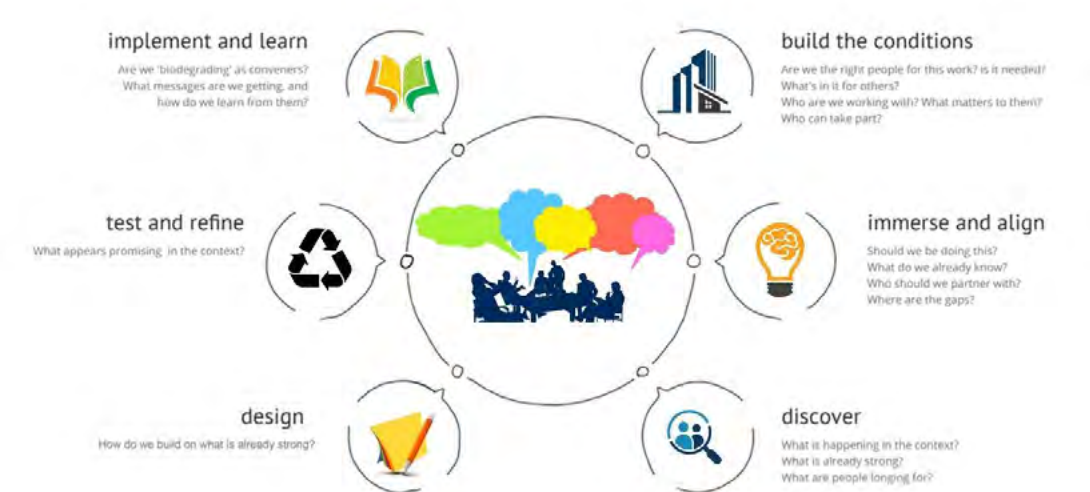 implement and learn
Are we 'biodegrading' as conveners?
What messages are we getting, and
how do we learn from them?
build the conditions
Are we the right people for this work? is it needed?
What's in it for others?
Who are we working with? What matters to them?
Who can take part?
test and refine
What appears promising in the context?
immerse and align
Should we be doing this?
What do we already know?
Who should we partner with?
Where are the gaps?
design
How do we build on what is already strong?
discover
What is happening in the context?
What is already strong?
What are people longing for?